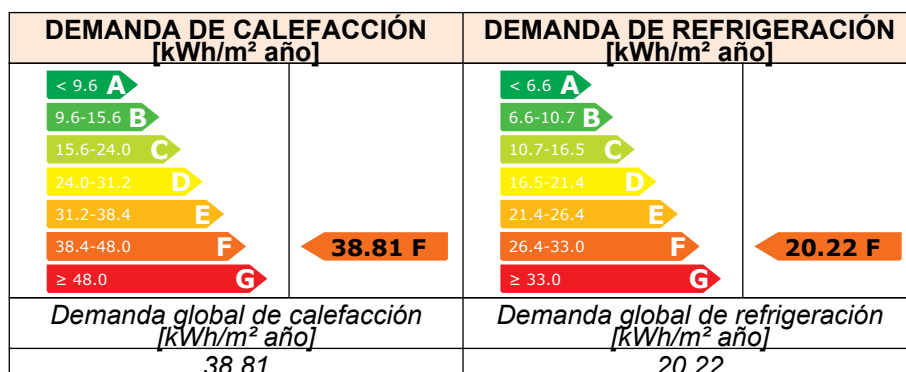 DEMANDA DE CALEFACCIÓN
[kWh/m² año]
DEMANDA DE REFRIGERACIÓN
[kWh/m² año]
< 9.6 A
9.6-15.6 B
15.6-24.0 C
24.0-31.2 D
31.2-38.4 E
38.4-48.0 F
≥ 48.0 G
38.81 F
< 6.6 A
6.6-10.7 B
10.7-16.5 C
16.5-21.4 D
21.4-26.4 E
26.4-33.0 F
≥ 33.0 G
20.22 F
Demanda global de calefacción
[kWh/m² año]
Demanda global de refrigeración
[kWh/m² año]
38.81
20.22